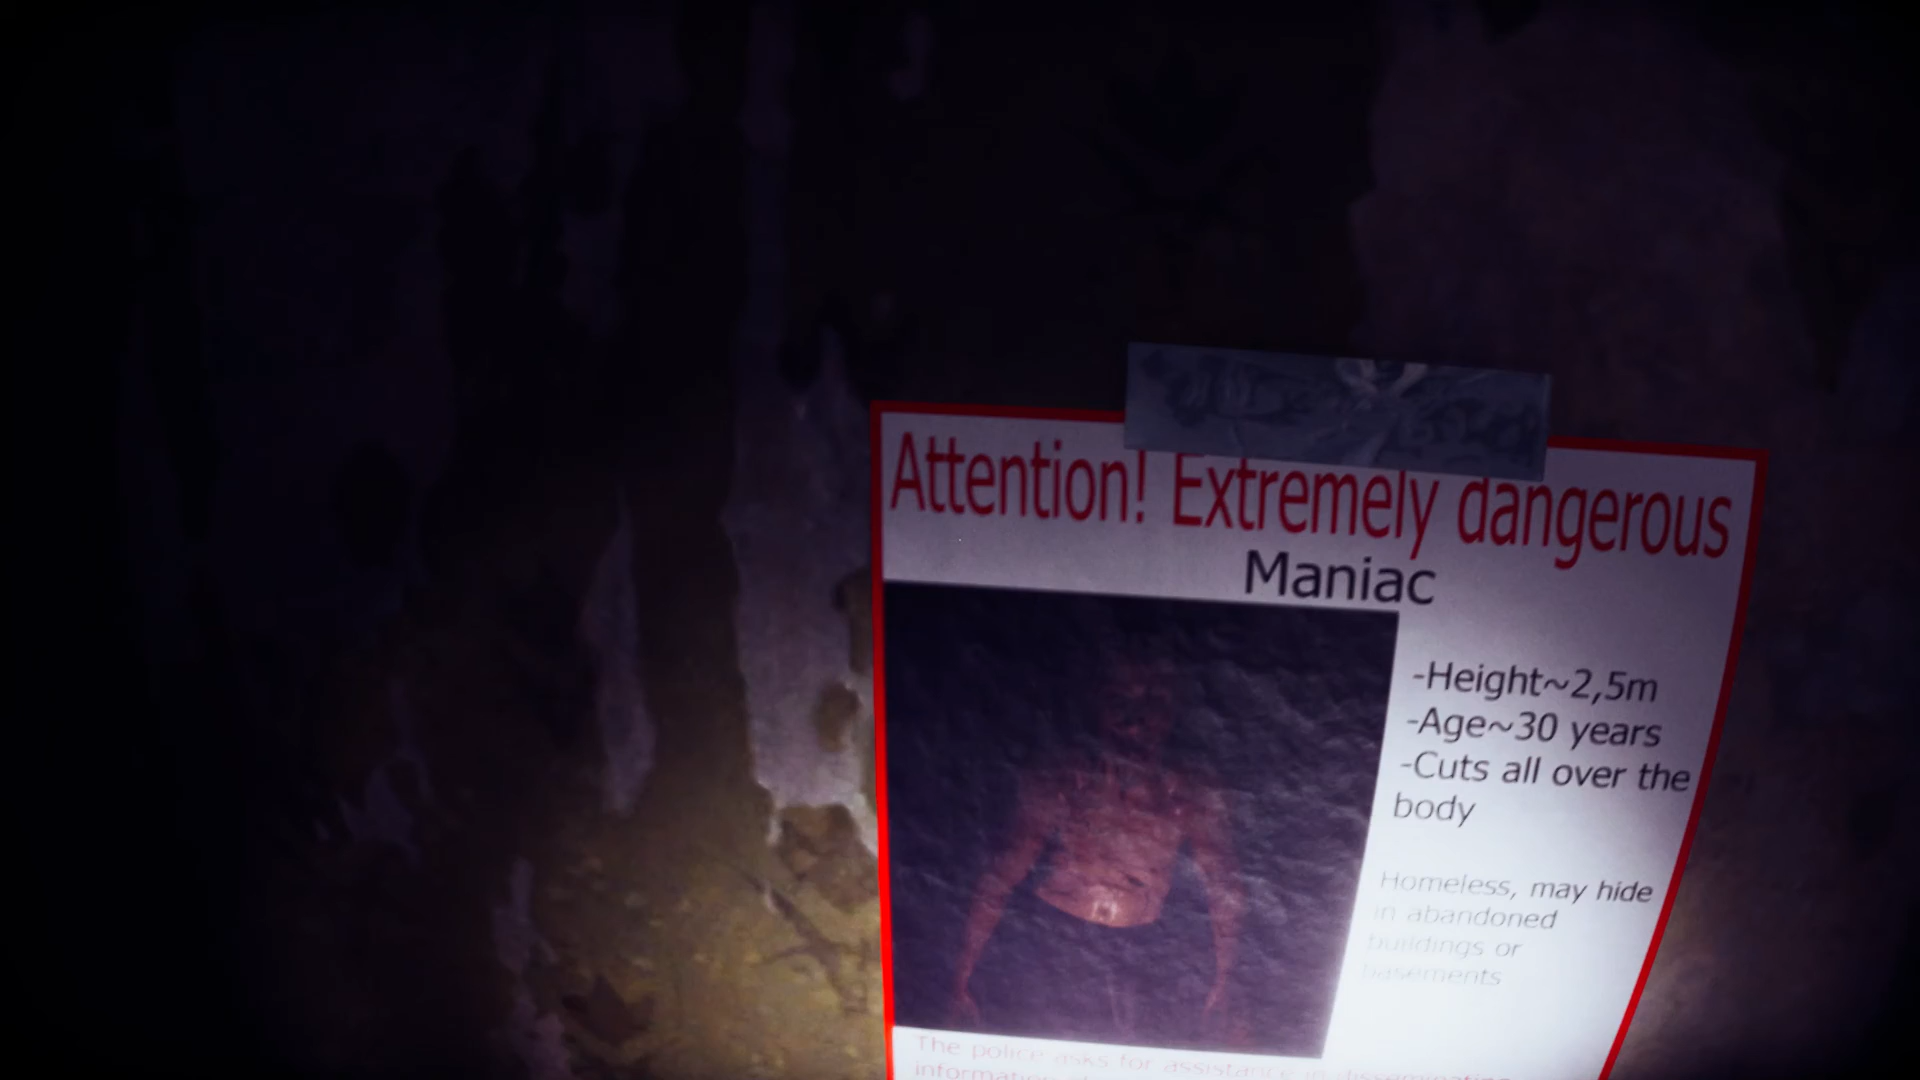 Attention! Extremely dangerous
Maniac
-Height~2,5m
-Age~30 years
-Cuts all over the
body
Homeless, may hide
in abandoned
buildings or
basements
The police asks for assistance in disseminating